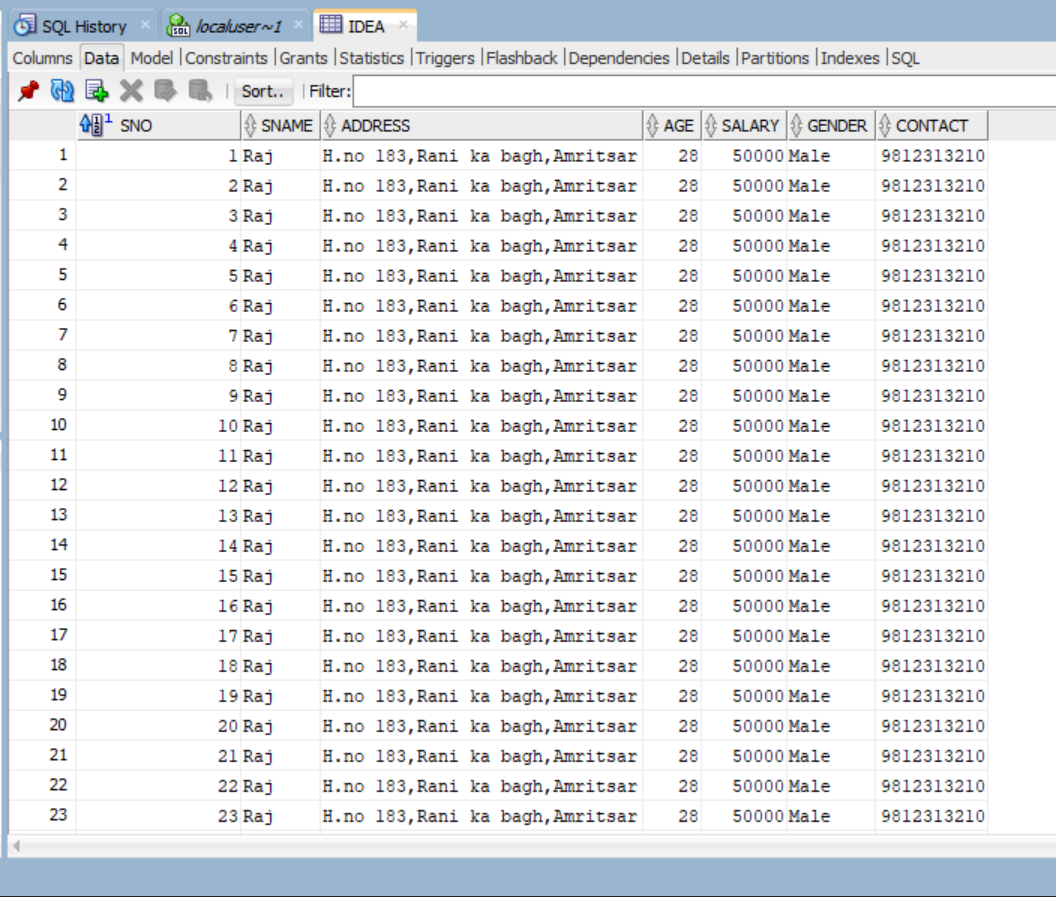 SQL History localuser~1 IDEA
Columns Data Model Constraints Grants Statistics Triggers Flashback Dependencies Details Partitions Indexes SQL
Sort.. Filter:
1 SNO SNAME ADDRESS AGE SALARY GENDER CONTACT
1 1 Raj H.no 183,Rani ka bagh,Amritsar 28 50000 Male 9812313210
2 2 Raj H.no 183,Rani ka bagh,Amritsar 28 50000 Male 9812313210
3 3 Raj H.no 183,Rani ka bagh,Amritsar 28 50000 Male 9812313210
4 4 Raj H.no 183,Rani ka bagh,Amritsar 28 50000 Male 9812313210
5 5 Raj H.no 183,Rani ka bagh,Amritsar 28 50000 Male 9812313210
6 6 Raj H.no 183,Rani ka bagh,Amritsar 28 50000 Male 9812313210
7 7 Raj H.no 183,Rani ka bagh,Amritsar 28 50000 Male 9812313210
8 8 Raj H.no 183,Rani ka bagh,Amritsar 28 50000 Male 9812313210
9 9 Raj H.no 183,Rani ka bagh,Amritsar 28 50000 Male 9812313210
10 10 Raj H.no 183,Rani ka bagh,Amritsar 28 50000 Male 9812313210
11 11 Raj H.no 183,Rani ka bagh,Amritsar 28 50000 Male 9812313210
12 12 Raj H.no 183,Rani ka bagh,Amritsar 28 50000 Male 9812313210
13 13 Raj H.no 183,Rani ka bagh,Amritsar 28 50000 Male 9812313210
14 14 Raj H.no 183,Rani ka bagh,Amritsar 28 50000 Male 9812313210
15 15 Raj H.no 183,Rani ka bagh,Amritsar 28 50000 Male 9812313210
16 16 Raj H.no 183,Rani ka bagh,Amritsar 28 50000 Male 9812313210
17 17 Raj H.no 183,Rani ka bagh,Amritsar 28 50000 Male 9812313210
18 18 Raj H.no 183,Rani ka bagh,Amritsar 28 50000 Male 9812313210
19 19 Raj H.no 183,Rani ka bagh,Amritsar 28 50000 Male 9812313210
20 20 Raj H.no 183,Rani ka bagh,Amritsar 28 50000 Male 9812313210
21 21 Raj H.no 183,Rani ka bagh,Amritsar 28 50000 Male 9812313210
22 22 Raj H.no 183,Rani ka bagh,Amritsar 28 50000 Male 9812313210
23 23 Raj H.no 183,Rani ka bagh,Amritsar 28 50000 Male 9812313210